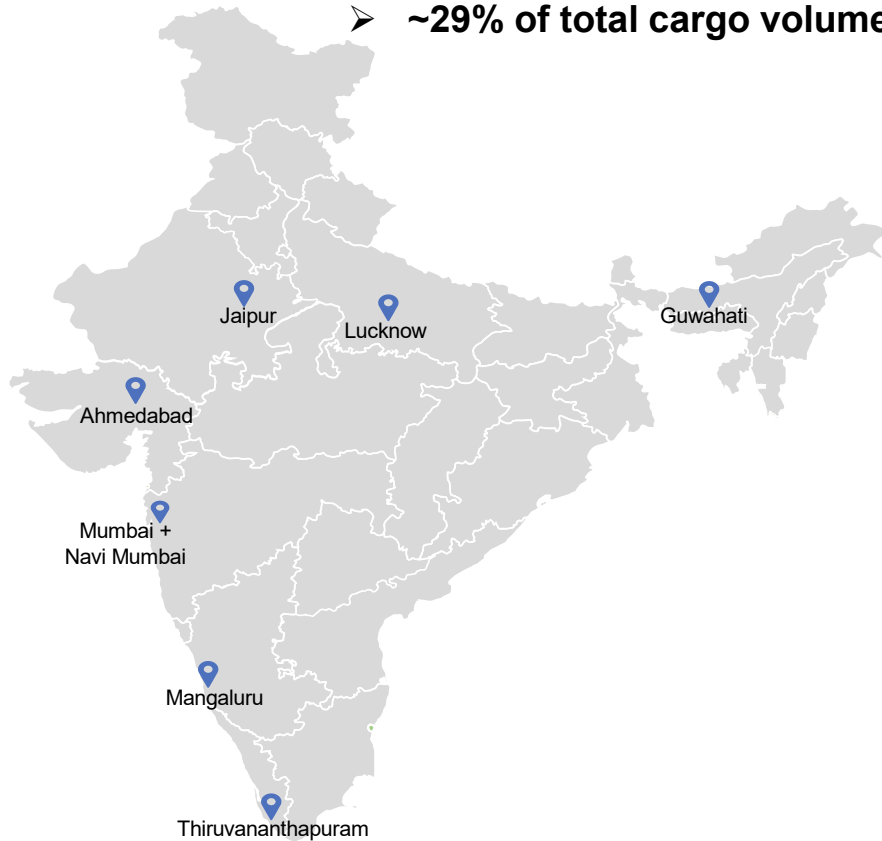 ➢ ~29% of total cargo volume
Jaipur
Lucknow
Guwahati
Ahmedabad
Mumbai +
Navi Mumbai
Mangaluru
Thiruvananthapuram